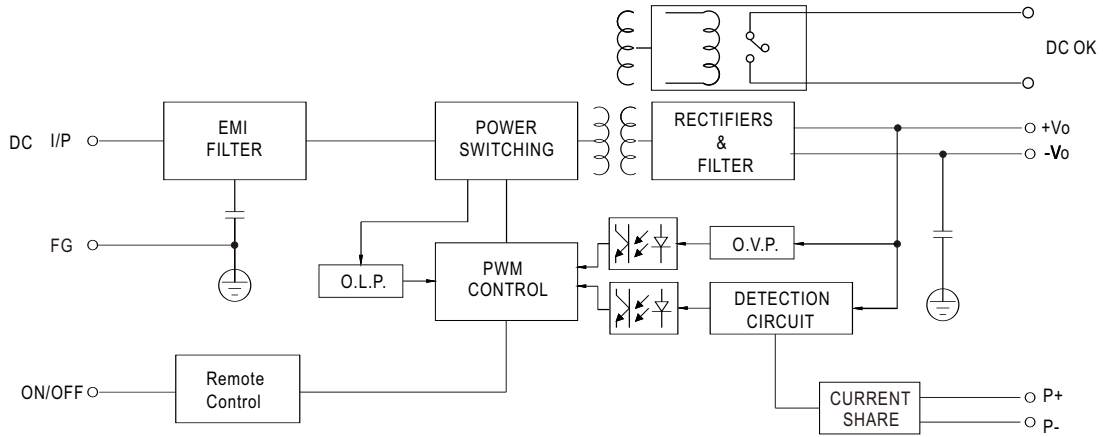 DC OK
DC I/P
EMI
FILTER
POWER
SWITCHING
RECTIFIERS
&
FILTER
+Vo
-Vo
FG
O.L.P.
PWM
CONTROL
O.V.P.
DETECTION
CIRCUIT
ON/OFF
Remote
Control
CURRENT
SHARE
P+
P-